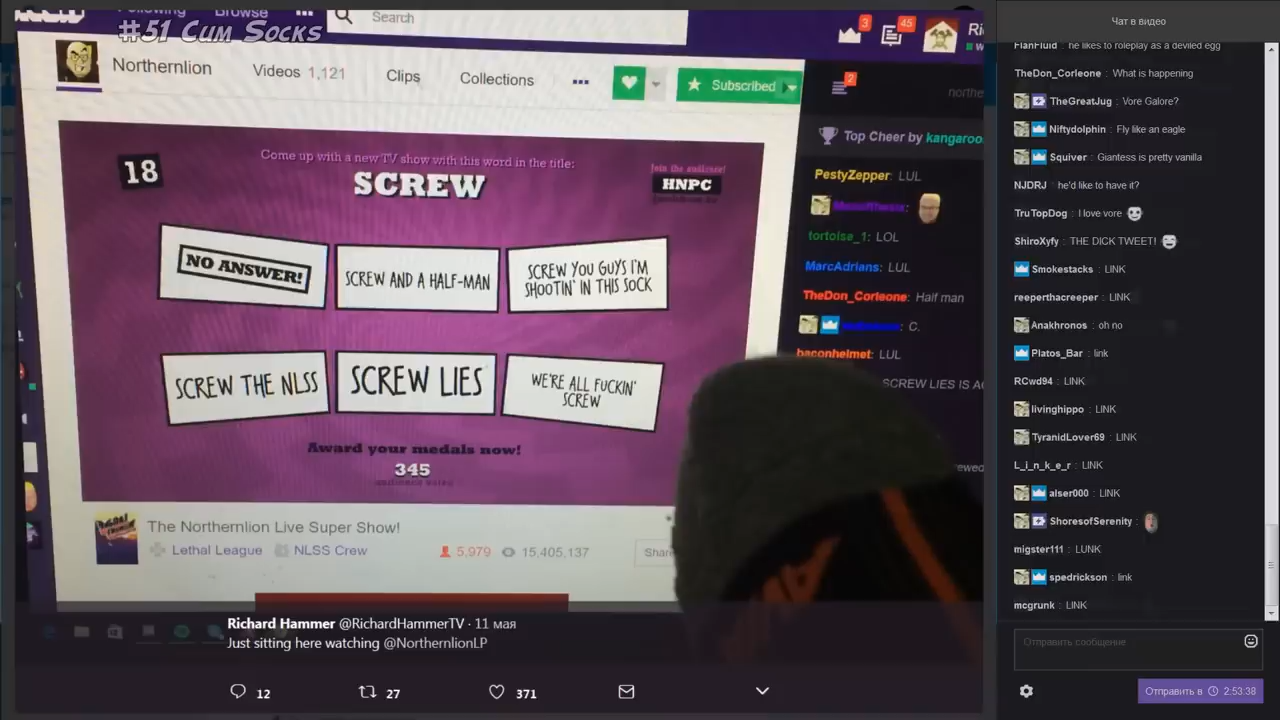 #51 Cum Socks
Following Browse ...
Search
3
45
Ri
Northernlion
Videos 1,121
Clips
Collections
Subscribed
2
northe
Top Cheer by kangaroo
18
Come up with a new TV show with this word in the title:
SCREW
Join the audience!
HNPC
NO ANSWER!
SCREW AND A HALF-MAN
SCREW YOU GUYS I'M
SHOOTIN' IN THIS SOCK
SCREW THE NLSS
SCREW LIES
WE'RE ALL FUCKIN'
SCREW
Award your medals now!
345
audience votes
PestyZepper: LUL
tortoise_1: LOL
MarcAdrians: LUL
TheDon_Corleone: Half man
C.
baconhelmet: LUL
SCREW LIES IS A
The Northernlion Live Super Show!
Lethal League
NLSS Crew
5,979
15,405,137
Share
Richard Hammer @RichardHammerTV · 11 мая
Just sitting here watching @NorthernlionLP
12
27
371
Чат в видео
FlanFluid : he likes to roleplay as a deviled egg
TheDon_Corleone : What is happening
TheGreatJug : Vore Galore?
Niftydolphin : Fly like an eagle
Squiver : Giantess is pretty vanilla
NJDRJ : he'd like to have it?
TruTopDog : I love vore
ShiroXyfy : THE DICK TWEET!
Smokestacks : LINK
reeperthacreeper : LINK
Anakhronos : oh no
Platos_Bar : link
RCwd94 : LINK
livinghippo : LINK
TyranidLover69 : LINK
L_i_n_k_e_r : LINK
alser000 : LINK
ShoresofSerenity :
migster111 : LUNK
spedrickson : link
mcgrunk : LINK
Отправить сообщение
Отправить в 2:53:38